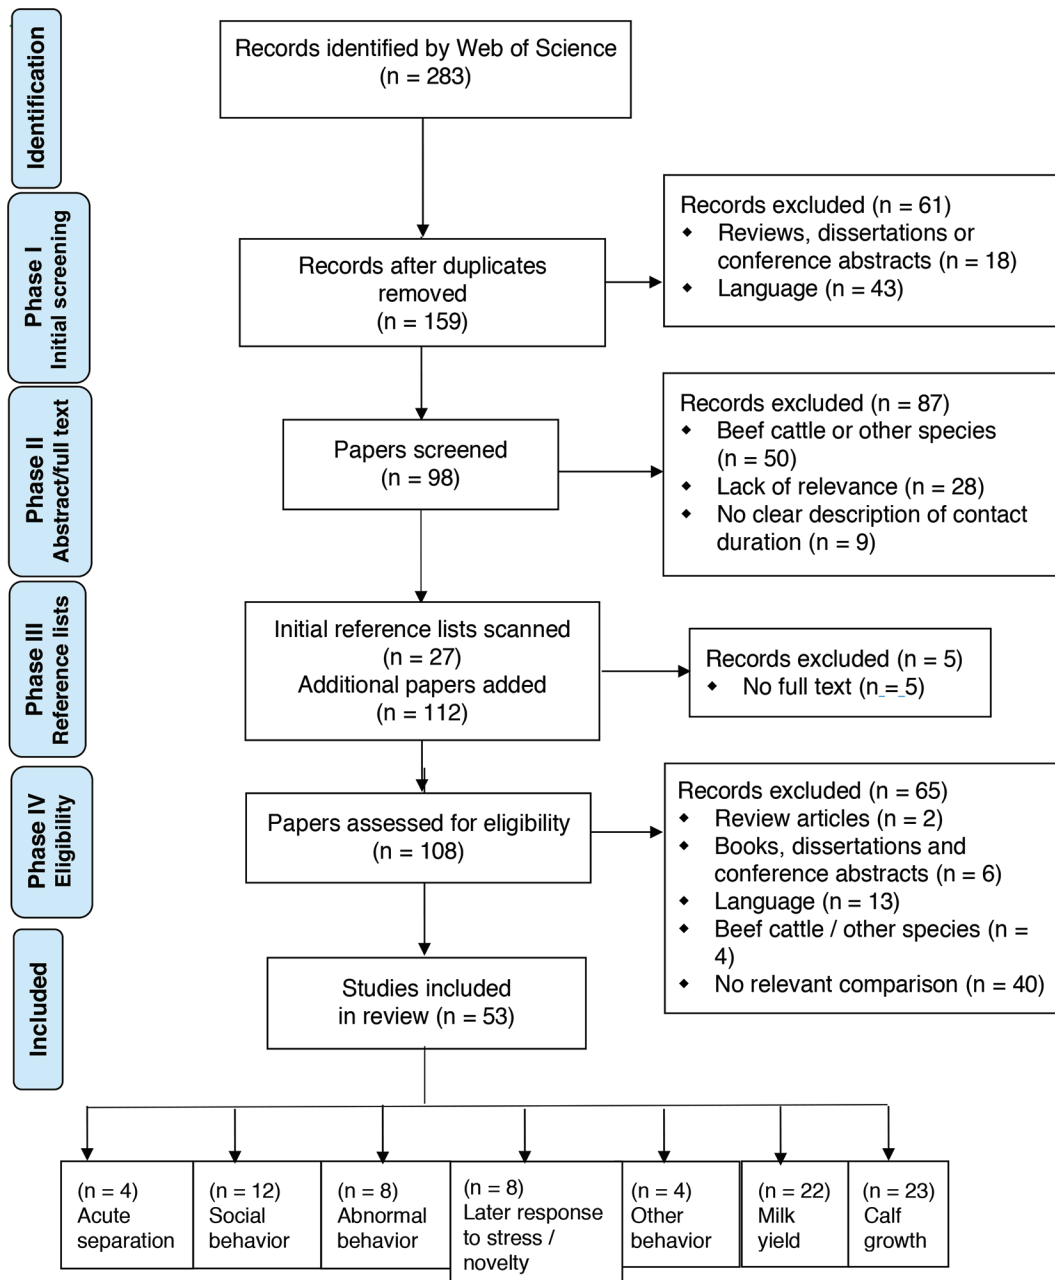 Identification
Records identified by Web of Science
(n = 283)
Phase I
Initial screening
Records after duplicates
removed
(n = 159)
Records excluded (n = 61)
◆ Reviews, dissertations or
conference abstracts (n = 18)
◆ Language (n = 43)
Phase II
Abstract/full text
Papers screened
(n = 98)
Records excluded (n = 87)
◆ Beef cattle or other species
(n = 50)
◆ Lack of relevance (n = 28)
◆ No clear description of contact
duration (n = 9)
Phase III
Reference lists
Initial reference lists scanned
(n = 27)
Additional papers added
(n = 112)
Records excluded (n = 5)
◆ No full text (n = 5)
Phase IV
Eligibility
Papers assessed for eligibility
(n = 108)
Records excluded (n = 65)
◆ Review articles (n = 2)
◆ Books, dissertations and
conference abstracts (n = 6)
◆ Language (n = 13)
◆ Beef cattle / other species (n =
4)
◆ No relevant comparison (n = 40)
Included
Studies included
in review (n = 53)
(n = 4)
Acute
separation
(n = 12)
Social
behavior
(n = 8)
Abnormal
behavior
(n = 8)
Later response
to stress /
novelty
(n = 4)
Other
behavior
(n = 22)
Milk
yield
(n = 23)
Calf
growth